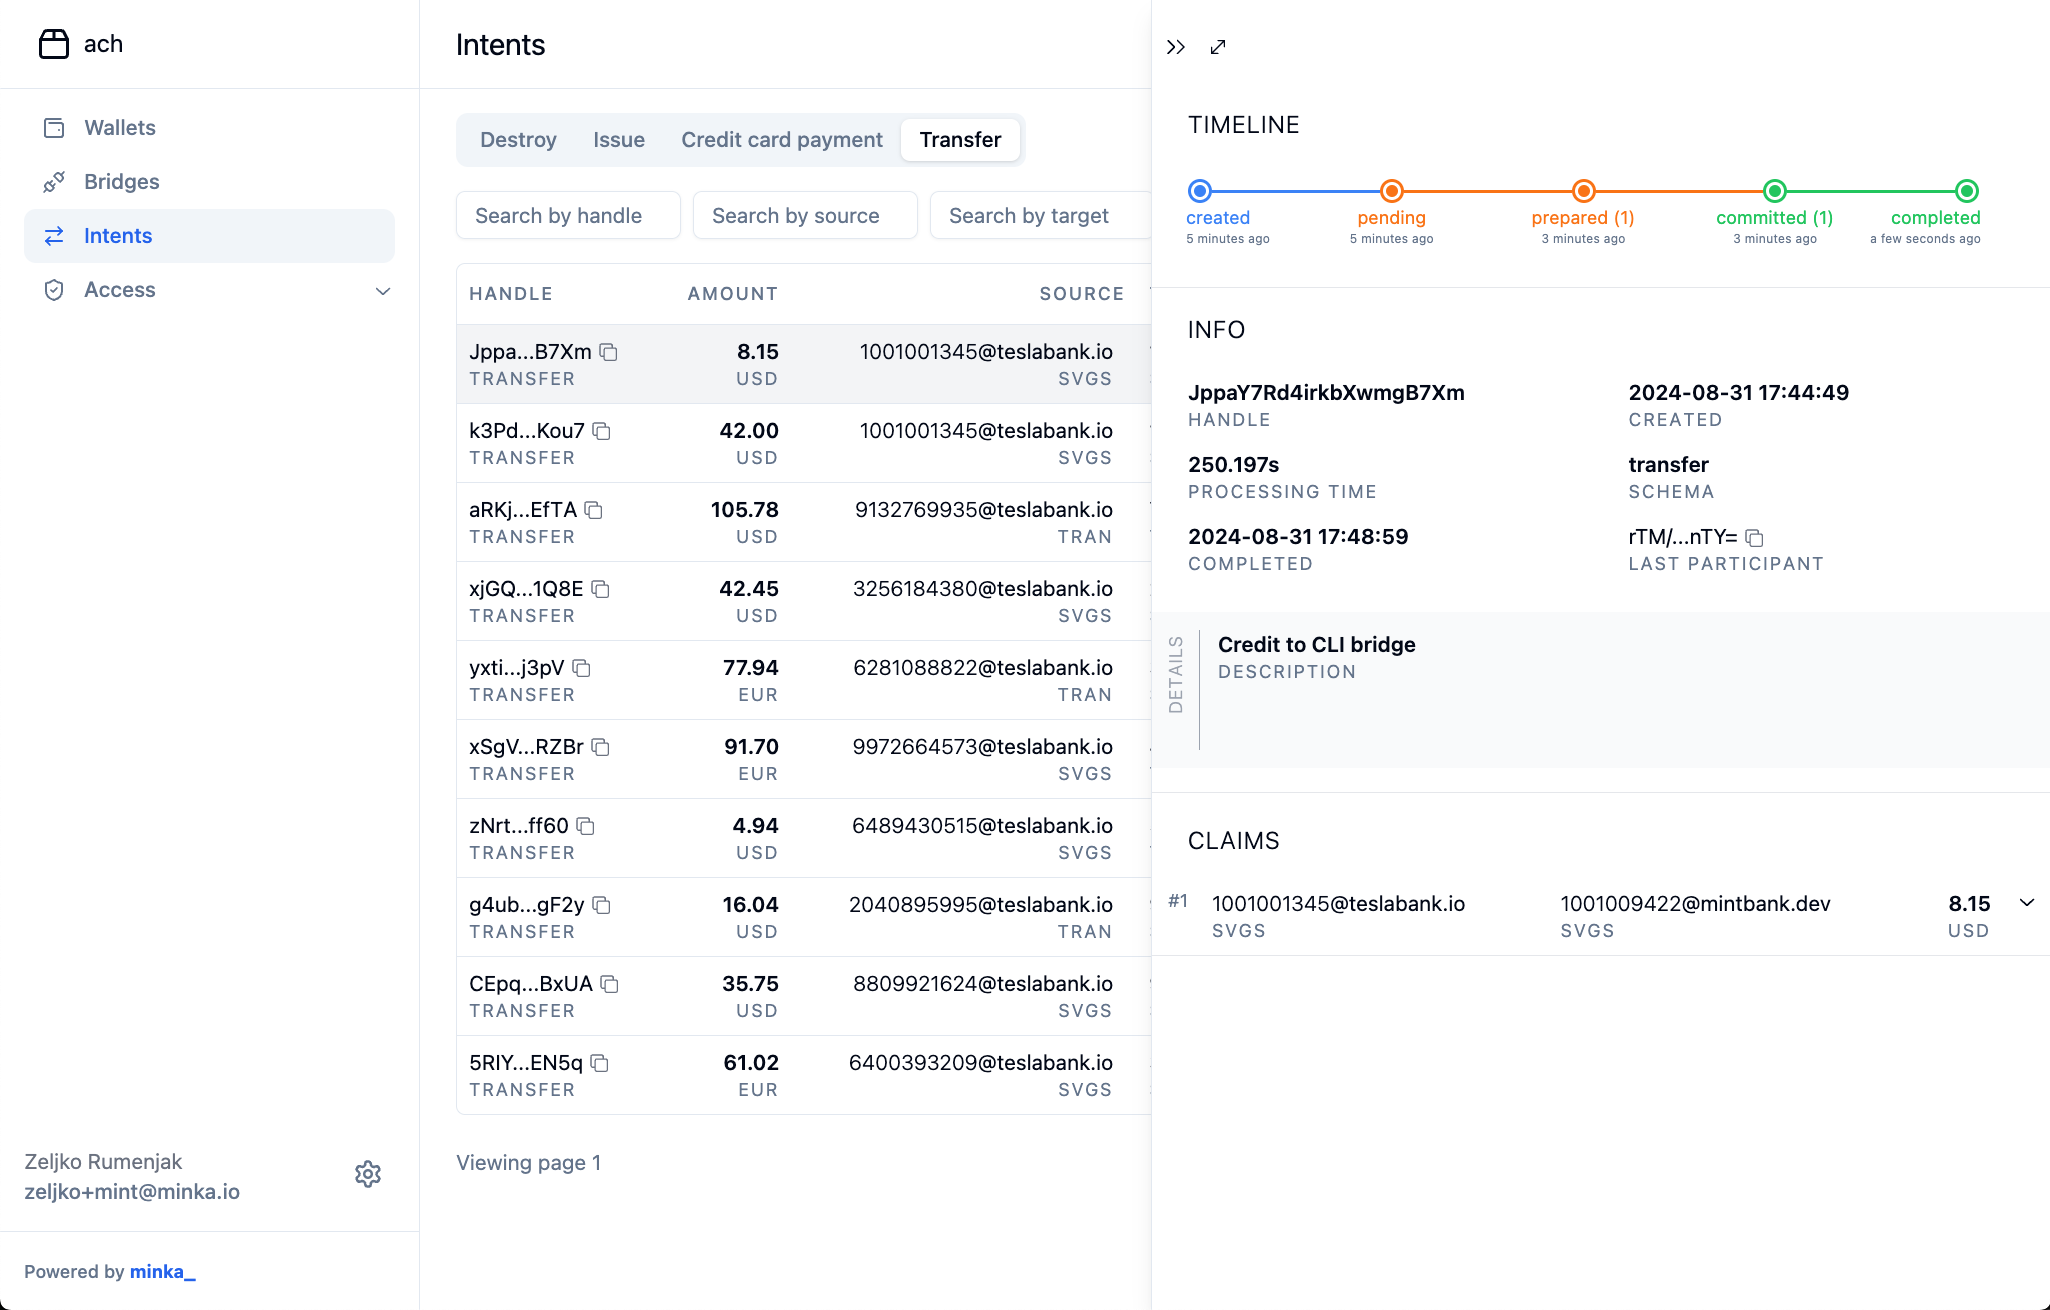 ach
Wallets
Bridges
Intents
Access
Zeljko Rumenjak
zeljko+mint@minka.io
Powered by minka_
Intents
Destroy Issue Credit card payment Transfer
Search by handle Search by source Search by target
HANDLE AMOUNT SOURCE
Jppa...B7Xm 8.15 1001001345@teslabank.io
TRANSFER USD SVGS
k3Pd...Kou7 42.00 1001001345@teslabank.io
TRANSFER USD SVGS
aRKj...EfTA 105.78 9132769935@teslabank.io
TRANSFER USD TRAN
xjGQ...1Q8E 42.45 3256184380@teslabank.io
TRANSFER USD SVGS
yxti...j3pV 77.94 6281088822@teslabank.io
TRANSFER EUR TRAN
xSgV...RZBr 91.70 9972664573@teslabank.io
TRANSFER EUR SVGS
zNrt...ff60 4.94 6489430515@teslabank.io
TRANSFER USD SVGS
g4ub...gF2y 16.04 2040895995@teslabank.io
TRANSFER USD TRAN
CEpq...BxUA 35.75 8809921624@teslabank.io
TRANSFER USD SVGS
5RIY...EN5q 61.02 6400393209@teslabank.io
TRANSFER EUR SVGS
Viewing page 1
TIMELINE
created pending prepared (1) committed (1) completed
5 minutes ago 5 minutes ago 3 minutes ago 3 minutes ago a few seconds ago
INFO
JppaY7Rd4irkbXwmgB7Xm 2024-08-31 17:44:49
HANDLE CREATED
250.197s transfer
PROCESSING TIME SCHEMA
2024-08-31 17:48:59 rTM/...nTY=
COMPLETED LAST PARTICIPANT
DETAILS
Credit to CLI bridge
DESCRIPTION
CLAIMS
#1 1001001345@teslabank.io 1001009422@mintbank.dev 8.15
SVGS SVGS USD